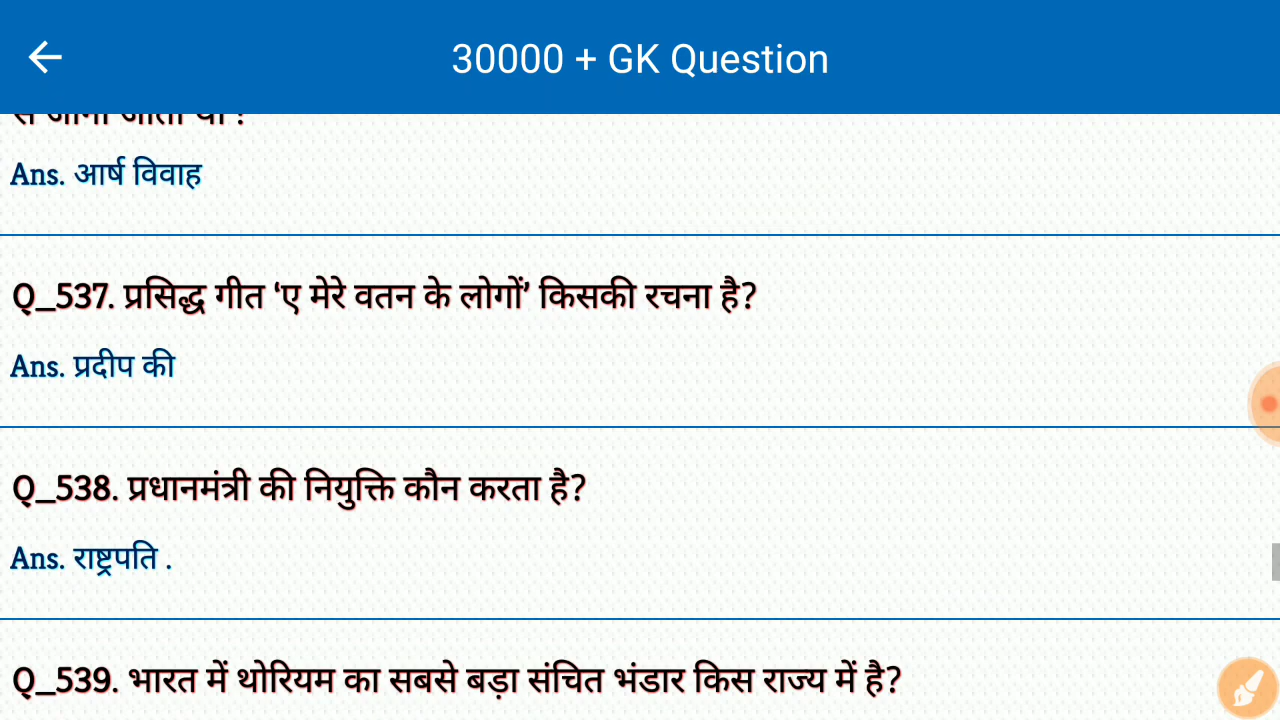 30000 + GK Question
Ans. आर्ष विवाह
Q_537. प्रसिद्ध गीत ‘ए मेरे वतन के लोगों’ किसकी रचना है?
Ans. प्रदीप की
Q_538. प्रधानमंत्री की नियुक्ति कौन करता है?
Ans. राष्ट्रपति .
Q_539. भारत में थोरियम का सबसे बड़ा संचित भंडार किस राज्य में है?